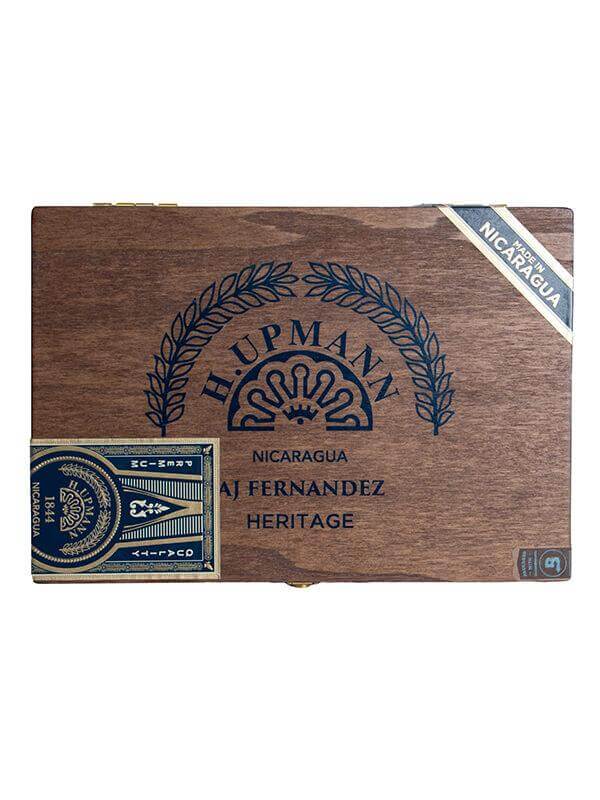 MADE IN
NICARAGUA
H.UPMANN
NICARAGUA
AJ FERNANDEZ
HERITAGE
PREMIUM
H.UPMANN
1844
NICARAGUA
QUALITY